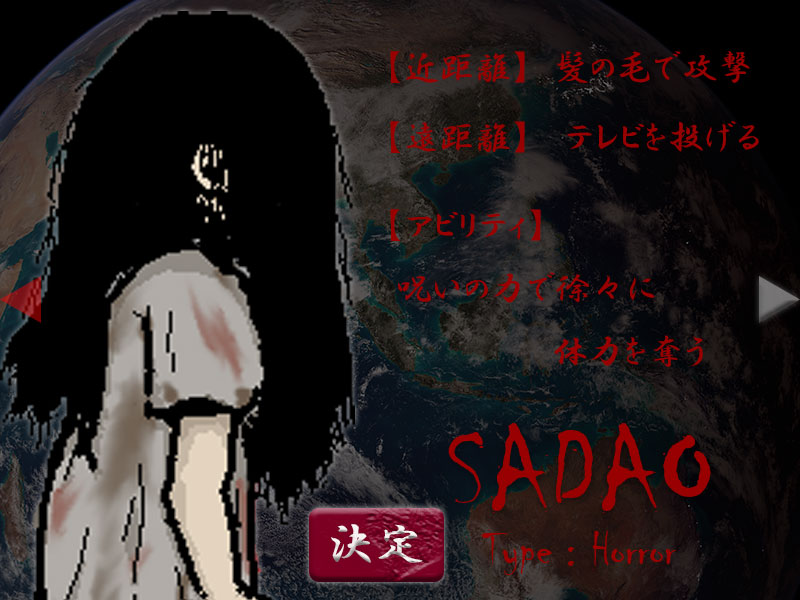 【近距離】 髪の毛で攻撃
【遠距離】 テレビを投げる
【アビリティ】
呪いの力で徐々に
体力を奪う
SADAO
Type : Horror
決定